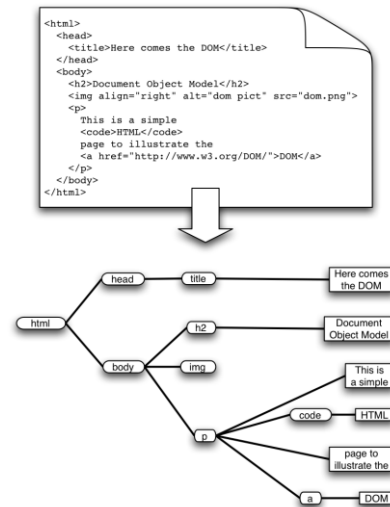 <html>
<head>
<title>Here comes the DOM</title>
</head>
<body>
<h2>Document Object Model</h2>
<img align="right" alt="dom pict" src="dom.png">
<p>
This is a simple
<code>HTML</code>
page to illustrate the
<a href="http://www.w3.org/DOM/">DOM</a>
</p>
</body>
</html>
html
head
title
Here comes
the DOM
body
h2
Document
Object Model
img
p
This is
a simple
code
HTML
page to
illustrate the
a
DOM